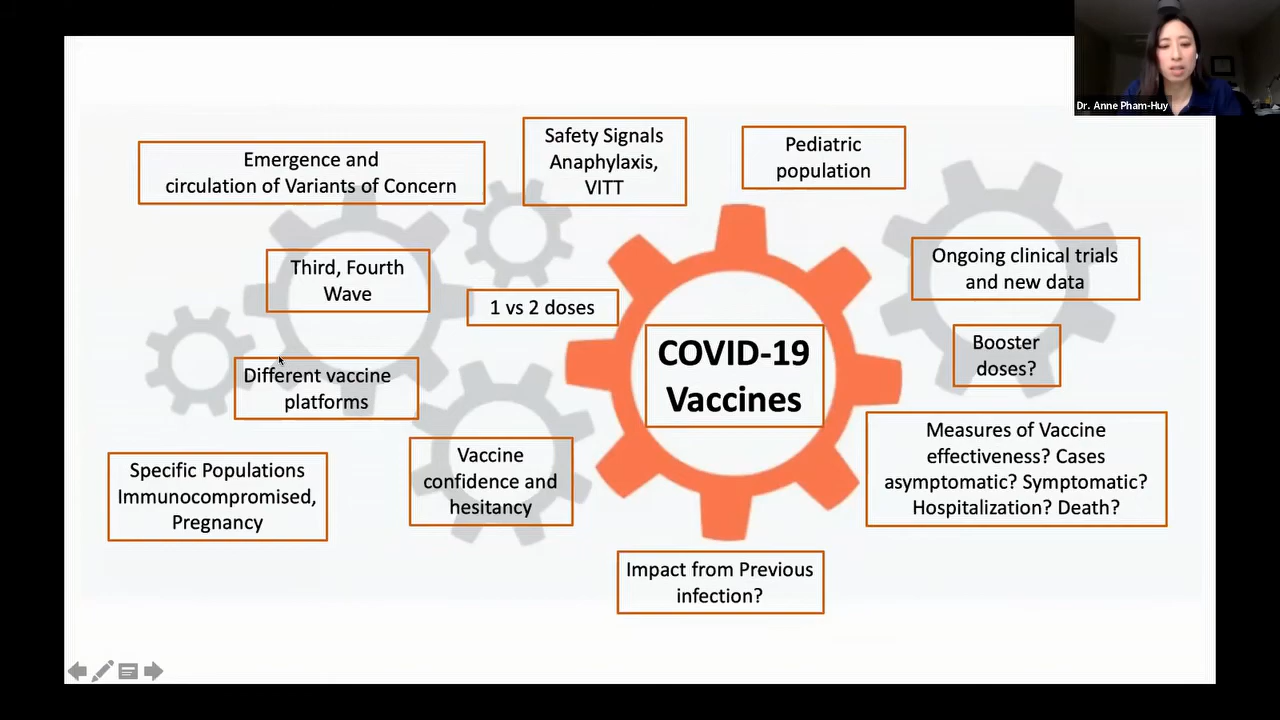 Dr. Anne Pham-Huy
Emergence and
circulation of Variants of Concern
Safety Signals
Anaphylaxis,
VITT
Pediatric
population
Third, Fourth
Wave
1 vs 2 doses
Ongoing clinical trials
and new data
COVID-19
Vaccines
Booster
doses?
Different vaccine
platforms
Measures of Vaccine
effectiveness? Cases
asymptomatic? Symptomatic?
Hospitalization? Death?
Specific Populations
Immunocompromised,
Pregnancy
Vaccine
confidence and
hesitancy
Impact from Previous
infection?